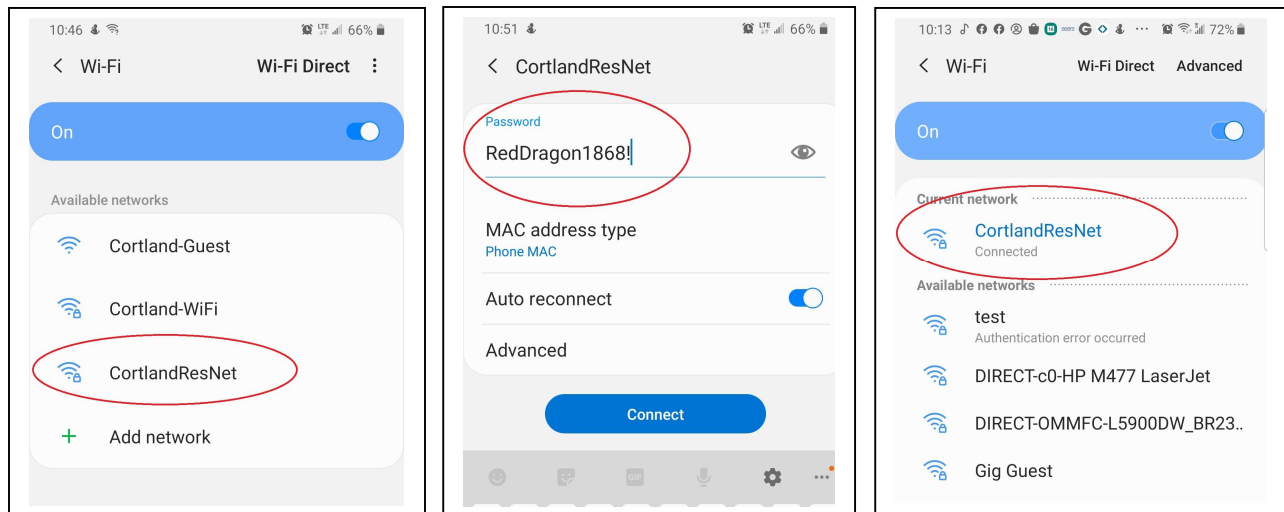 10:46
LTE
66%
Wi-Fi
Wi-Fi Direct
On
Available networks
Cortland-Guest
Cortland-WiFi
CortlandResNet
+ Add network
10:51
LTE
66%
CortlandResNet
Password
RedDragon1868!
MAC address type
Phone MAC
Auto reconnect
Advanced
Connect
GIF
10:13
72%
Wi-Fi
Wi-Fi Direct
Advanced
On
Current network
CortlandResNet
Connected
Available networks
test
Authentication error occurred
DIRECT-c0-HP M477 LaserJet
DIRECT-OMMFC-L5900DW_BR23..
Gig Guest